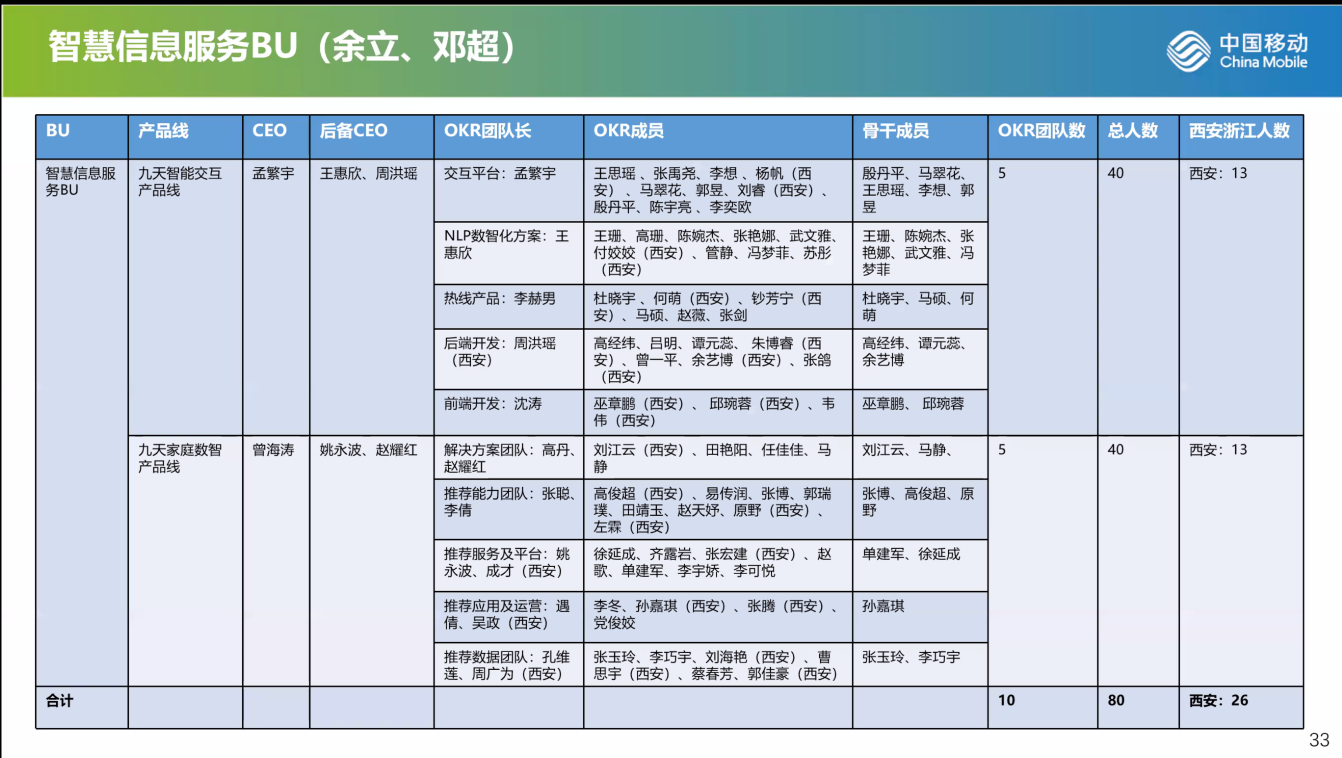 智慧信息服务BU（余立、邓超）
中国移动
China Mobile
BU
产品线
CEO
后备CEO
OKR团队长
OKR成员
骨干成员
OKR团队数
总人数
西安浙江人数
智慧信息服
务BU
九天智能交互
产品线
孟繁宇
王惠欣、周洪瑶
交互平台：孟繁宇
王思瑶 、张禹尧、李想 、杨帆（西
安） 、马翠花、郭昱、刘睿（西安）、
殷丹平、陈宇亮 、李奕欧
殷丹平、马翠花、
王思瑶、李想、郭
昱
5
40
西安：13
NLP数智化方案：王
惠欣
王珊、高珊、陈婉杰、张艳娜、武文雅、
付姣姣（西安）、管静、冯梦菲、苏彤
（西安）
王珊、陈婉杰、张
艳娜、武文雅、冯
梦菲
热线产品：李赫男
杜晓宇 、何萌（西安）、钞芳宁（西
安）、马硕、赵薇、张剑
杜晓宇、马硕、何
萌
后端开发：周洪瑶
（西安）
高经纬、吕明、谭元蕊、 朱博睿（西
安）、曾一平、余艺博（西安）、张鸽
（西安）
高经纬、谭元蕊、
余艺博
前端开发：沈涛
巫章鹏（西安）、 邱琬蓉（西安）、韦
伟（西安）
巫章鹏、 邱琬蓉
九天家庭数智
产品线
曾海涛
姚永波、赵耀红
解决方案团队：高丹、
赵耀红
刘江云（西安）、田艳阳、任佳佳、马
静
刘江云、马静、
5
40
西安：13
推荐能力团队：张聪、
李倩
高俊超（西安）、易传润、张博、郭瑞
璞、田靖玉、赵天妤、原野（西安）、
左霖（西安）
张博、高俊超、原
野
推荐服务及平台：姚
永波、成才（西安）
徐延成、齐露岩、张宏建（西安）、赵
歌、单建军、李宇娇、李可悦
单建军、徐延成
推荐应用及运营：遇
倩、吴政（西安）
李冬、孙嘉琪（西安）、张腾（西安）、
党俊姣
孙嘉琪
推荐数据团队：孔维
莲、周广为（西安）
张玉玲、李巧宇、刘海艳（西安）、曹
思宇（西安）、蔡春芳、郭佳豪（西安）
张玉玲、李巧宇
合计
10
80
西安：26
33